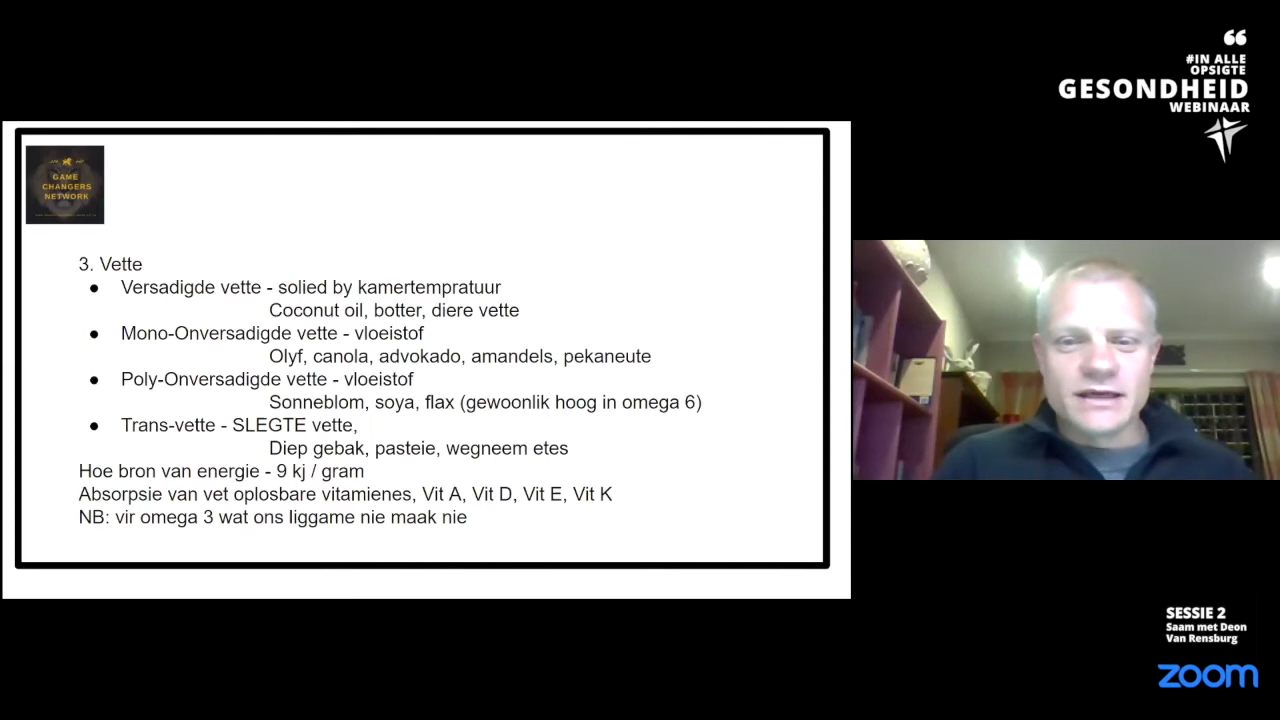 GAME
CHANGERS
NETWORK
3. Vette
● Versadigde vette - solied by kamertempratuur
Coconut oil, botter, diere vette
● Mono-Onversadigde vette - vloeistof
Olyf, canola, advokado, amandels, pekaneute
● Poly-Onversadigde vette - vloeistof
Sonneblom, soya, flax (gewoonlik hoog in omega 6)
● Trans-vette - SLEGTE vette,
Diep gebak, pasteie, wegneem etes
Hoe bron van energie - 9 kj / gram
Absorpsie van vet oplosbare vitamienes, Vit A, Vit D, Vit E, Vit K
NB: vir omega 3 wat ons liggame nie maak nie
#IN ALLE
OPSIGTE
GESONDHEID
WEBINAAR
SESSIE 2
Saam met Deon
Van Rensburg
zoom